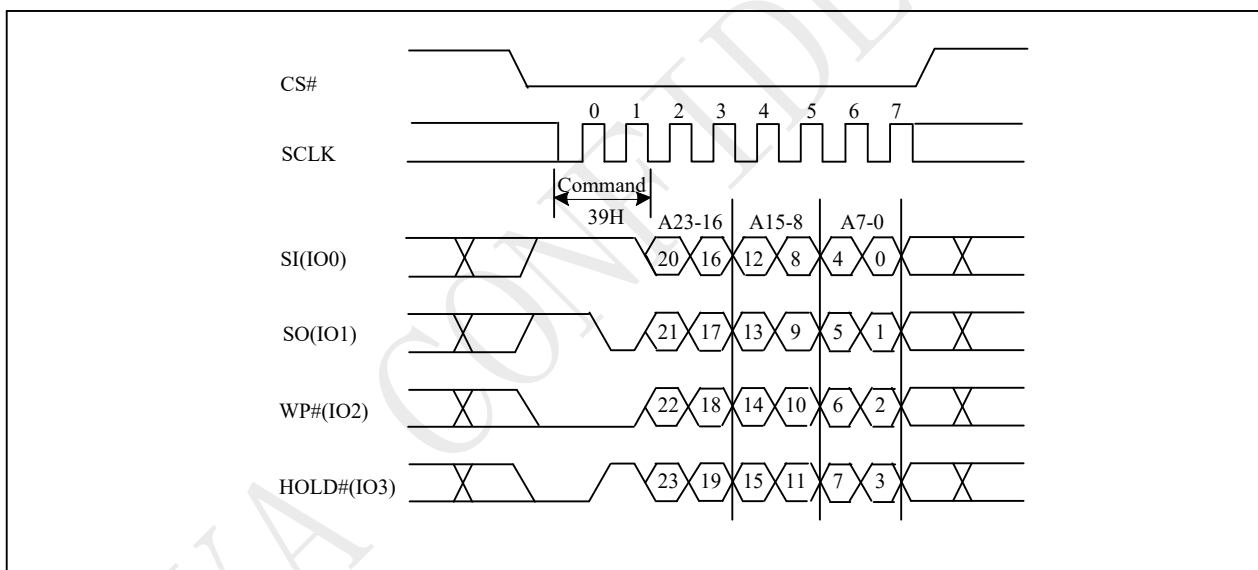 CS#
0 1 2 3 4 5 6 7
SCLK
Command
39H
A23-16 A15-8 A7-0
SI(IO0) 20 16 12 8 4 0
SO(IO1) 21 17 13 9 5 1
WP#(IO2) 22 18 14 10 6 2
HOLD#(IO3) 23 19 15 11 7 3